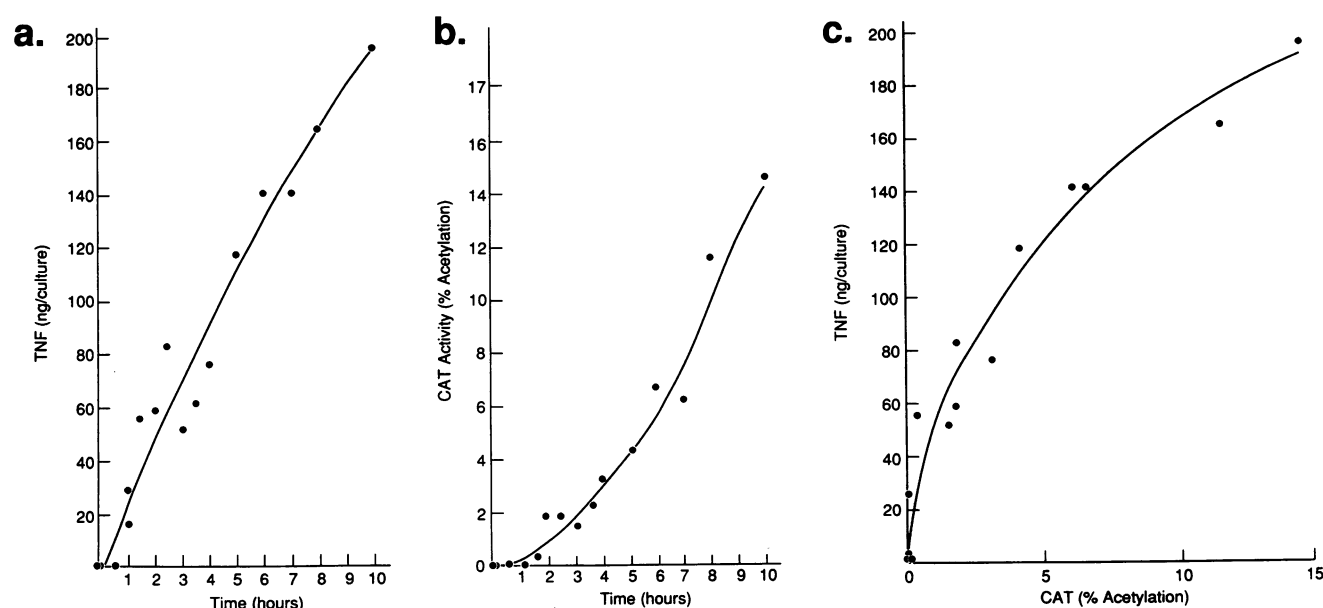 a.
200
180
160
140
120
100
80
60
40
20
TNF (ng/culture)
1 2 3 4 5 6 7 8 9 10
Time (hours)
b.
17
16
14
12
10
8
6
4
2
0
CAT Activity (% Acetylation)
1 2 3 4 5 6 7 8 9 10
Time (hours)
c.
200
180
160
140
120
100
80
60
40
20
TNF (ng/culture)
0 5 10 15
CAT (% Acetylation)